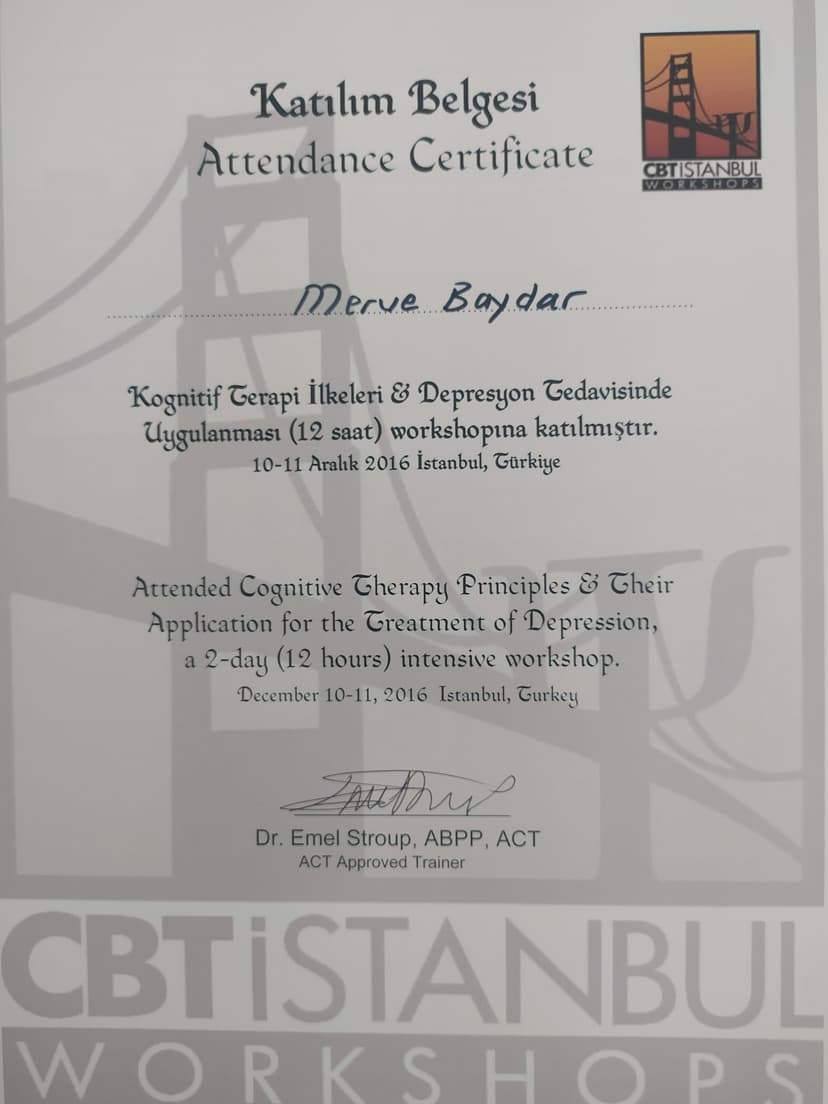 Katılım Belgesi
Attendance Certificate
CBTiSTANBUL
WORKSHOPS
Merve Baydar
Kognitif Terapi İlkeleri & Depresyon Tedavisinde
Uygulanması (12 saat) workshopına katılmıştır.
10-11 Aralık 2016 İstanbul, Türkiye
Attended Cognitive Therapy Principles & Their
Application for the Treatment of Depression,
a 2-day (12 hours) intensive workshop.
December 10-11, 2016 Istanbul, Turkey
Dr. Emel Stroup, ABPP, ACT
ACT Approved Trainer
CBTiSTANBUL
WORKSHOPS